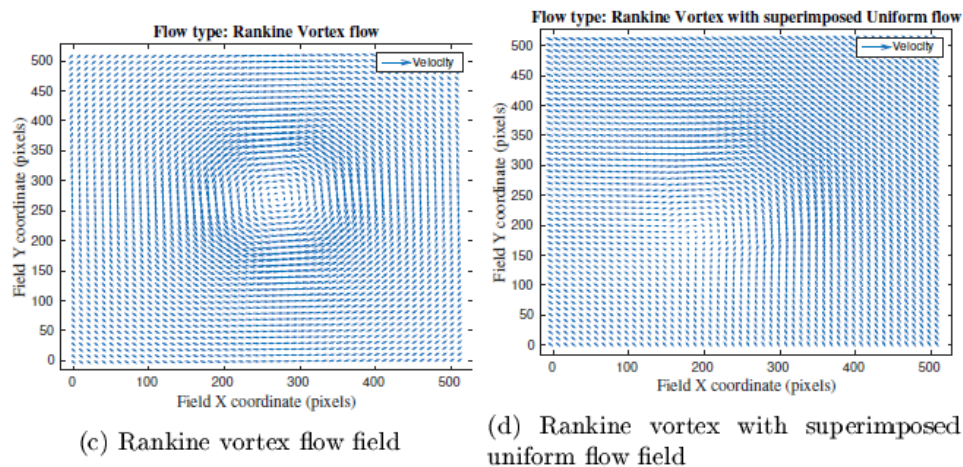 Flow type: Rankine Vortex flow
Velocity
500
450
400
350
300
250
200
150
100
50
0
Field Y coordinate (pixels)
0 100 200 300 400 500
Field X coordinate (pixels)
(c) Rankine vortex flow field
Flow type: Rankine Vortex with superimposed Uniform flow
Velocity
500
450
400
350
300
250
200
150
100
50
0
Field Y coordinate (pixels)
0 100 200 300 400 500
Field X coordinate (pixels)
(d) Rankine vortex with superimposed
uniform flow field